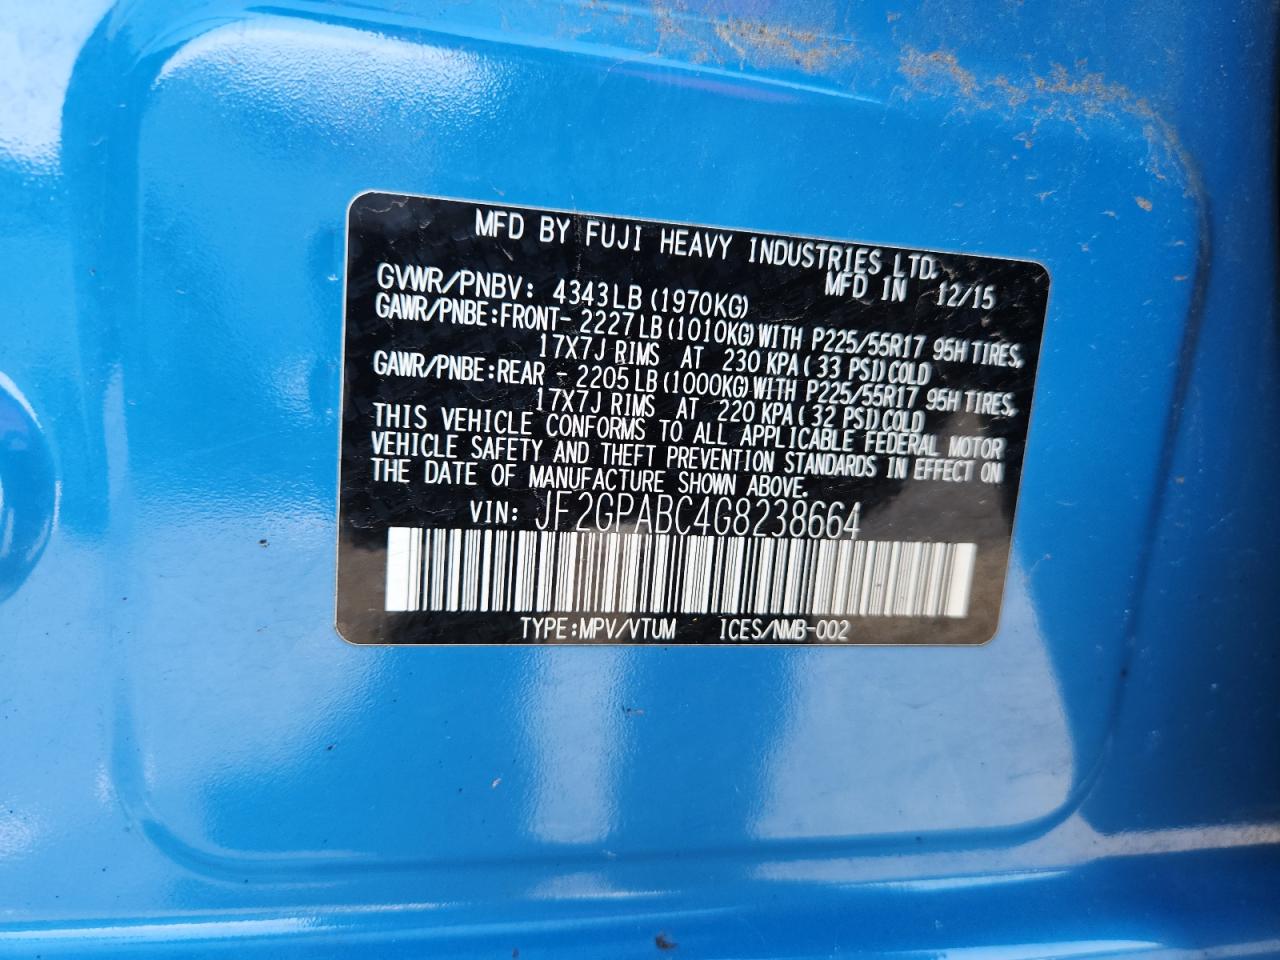 MFD BY FUJI HEAVY INDUSTRIES LTD.
MFD IN 12/15
GVWR/PNBV: 4343LB (1970KG)
GAWR/PNBE:FRONT- 2227LB (1010KG) WITH P225/55R17 95H TIRES,
17X7J RIMS AT 230 KPA ( 33 PSI) COLD
GAWR/PNBE:REAR - 2205LB (1000KG) WITH P225/55R17 95H TIRES,
17X7J RIMS AT 220 KPA ( 32 PSI) COLD
THIS VEHICLE CONFORMS TO ALL APPLICABLE FEDERAL MOTOR
VEHICLE SAFETY AND THEFT PREVENTION STANDARDS IN EFFECT ON
THE DATE OF MANUFACTURE SHOWN ABOVE.
VIN: JF2GPABC4G8238664
TYPE:MPV/VTUM ICES/NMB-002